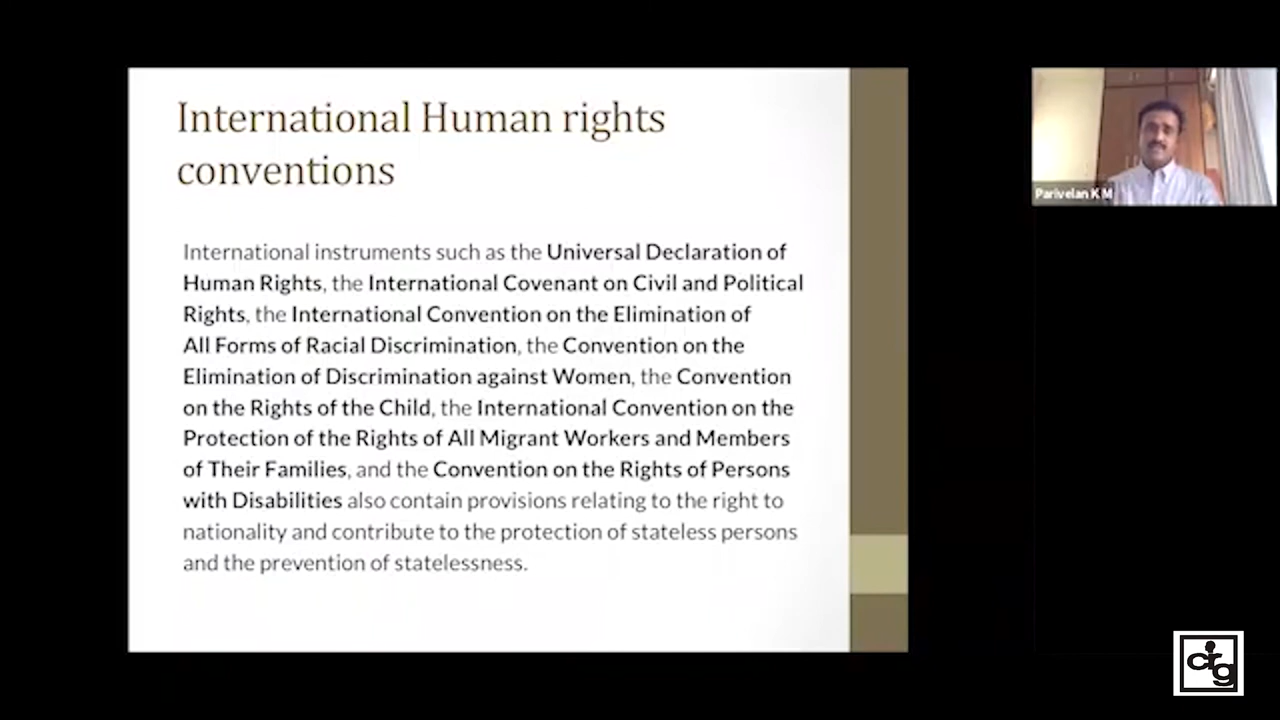 International Human rights
conventions
International instruments such as the Universal Declaration of
Human Rights, the International Covenant on Civil and Political
Rights, the International Convention on the Elimination of
All Forms of Racial Discrimination, the Convention on the
Elimination of Discrimination against Women, the Convention
on the Rights of the Child, the International Convention on the
Protection of the Rights of All Migrant Workers and Members
of Their Families, and the Convention on the Rights of Persons
with Disabilities also contain provisions relating to the right to
nationality and contribute to the protection of stateless persons
and the prevention of statelessness.
Parivelan K M
crg